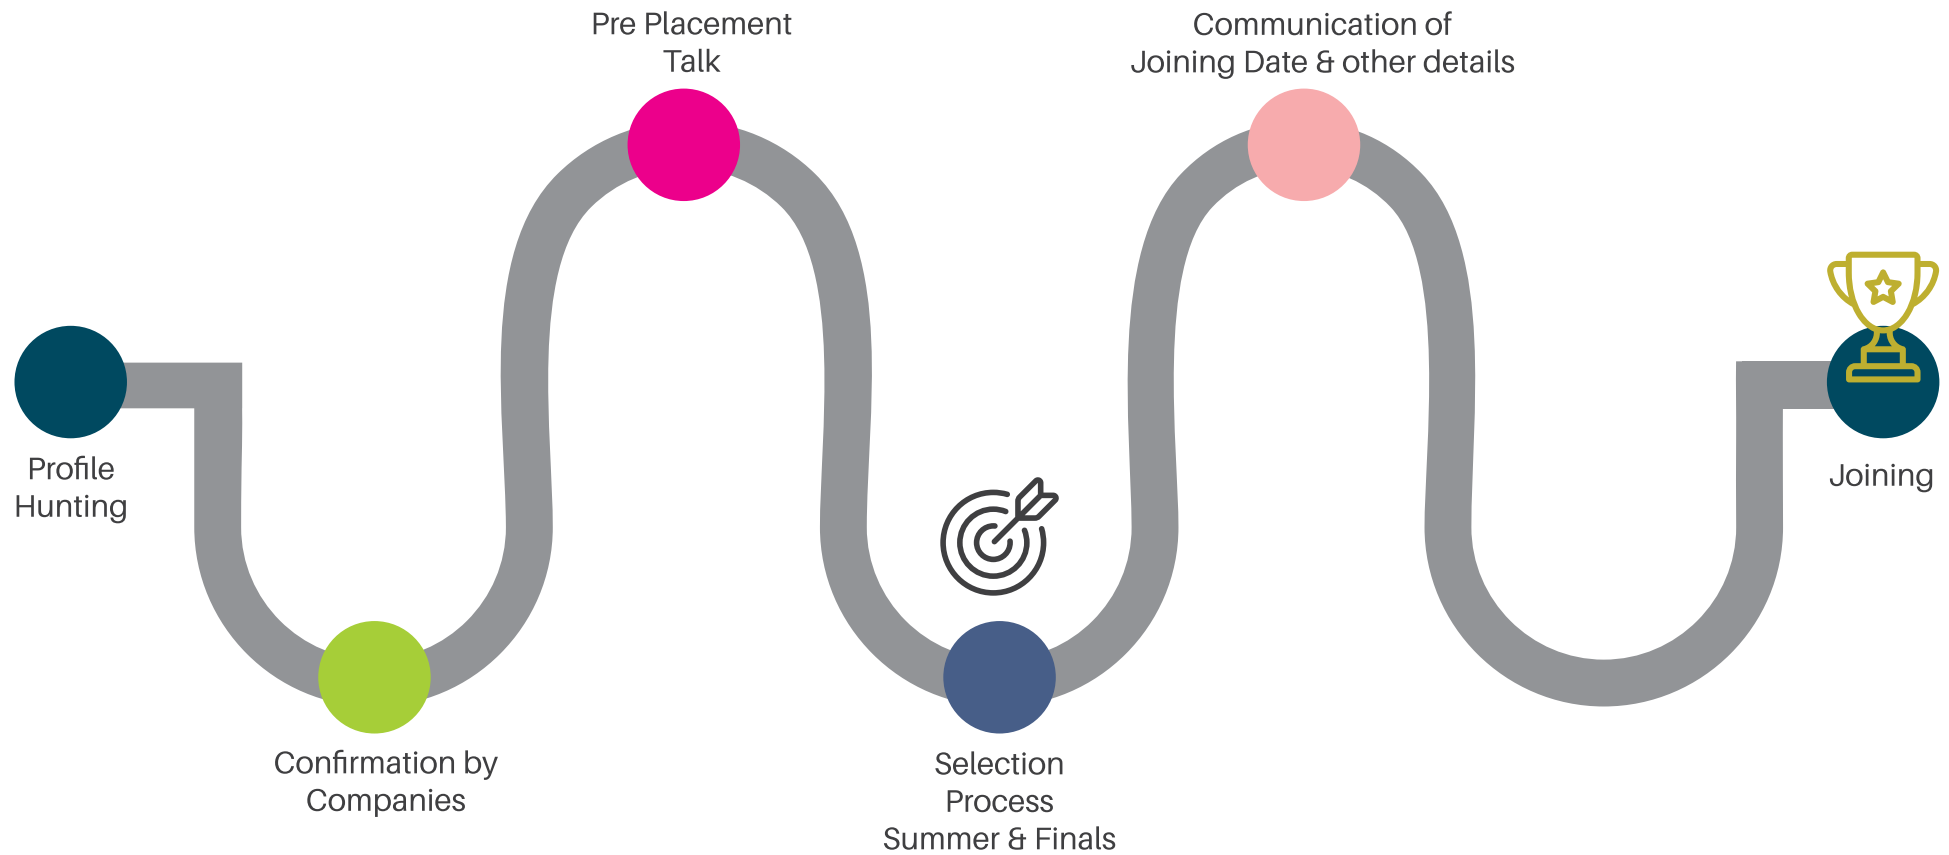 Pre Placement
Talk
Communication of
Joining Date & other details
Profile
Hunting
Joining
Confirmation by
Companies
Selection
Process
Summer & Finals